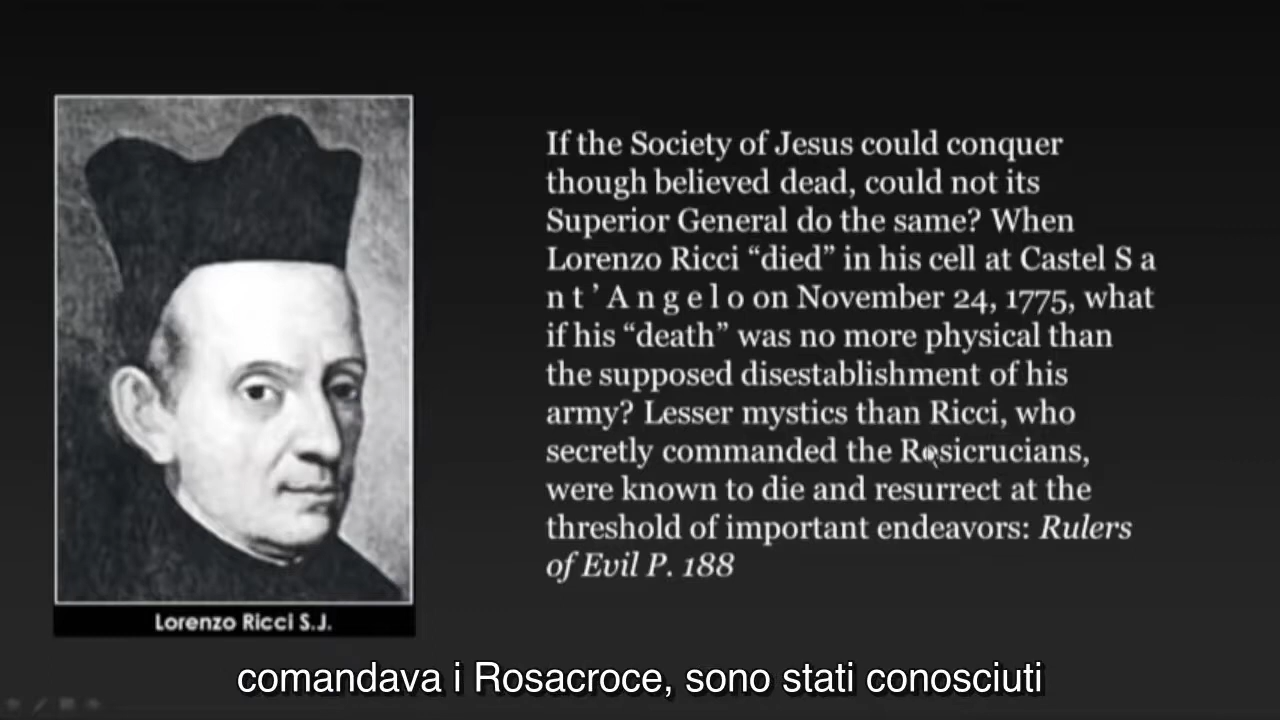 If the Society of Jesus could conquer
though believed dead, could not its
Superior General do the same? When
Lorenzo Ricci “died” in his cell at Castel S a
n t ’ A n g e l o on November 24, 1775, what
if his “death” was no more physical than
the supposed disestablishment of his
army? Lesser mystics than Ricci, who
secretly commanded the Rosicrucians,
were known to die and resurrect at the
threshold of important endeavors: Rulers
of Evil P. 188
Lorenzo Ricci S.J.
comandava i Rosacroce, sono stati conosciuti